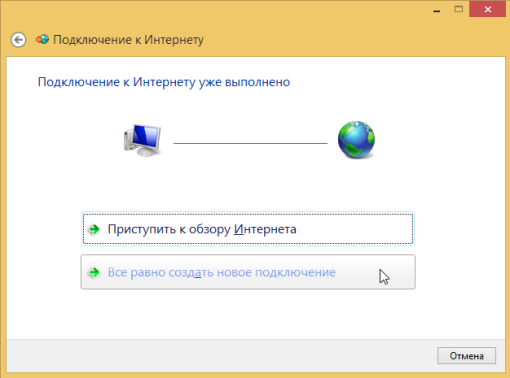 Подключение к Интернету
Подключение к Интернету уже выполнено
Приступить к обзору Интернета
Все равно создать новое подключение
Отмена